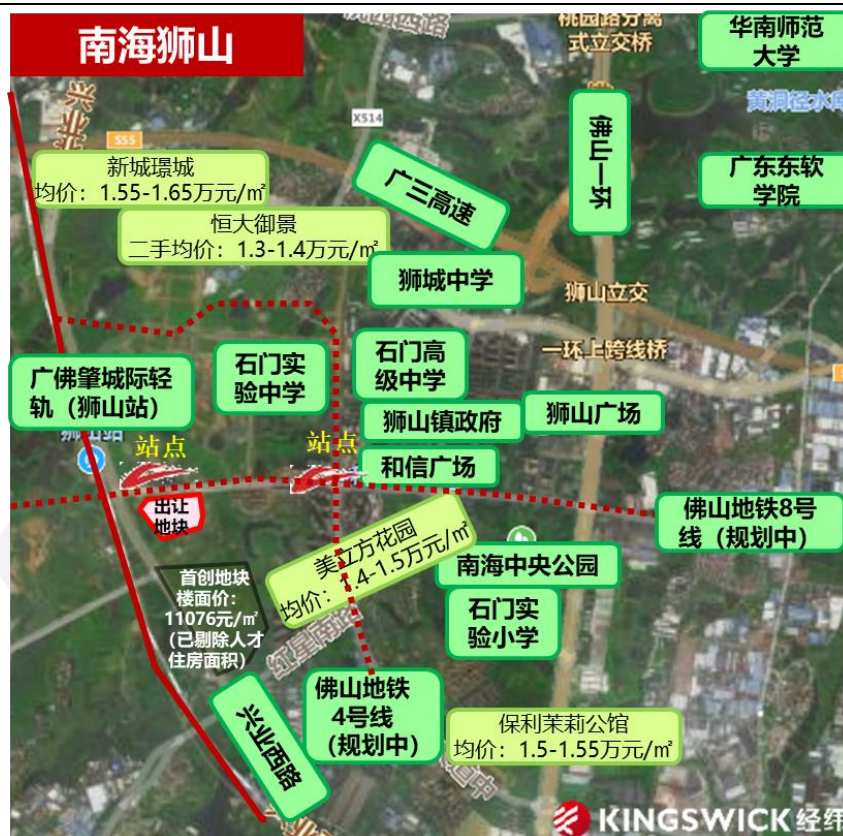 南海狮山
桃园西路
桃园路分离
式立交桥
华南师范
大学
黄洞径水库
X514
S55
佛山一环
广东东软
学院
新城璟城
均价：1.55-1.65万元/㎡
广三高速
恒大御景
二手均价：1.3-1.4万元/㎡
狮城中学
狮山立交
一环上跨线桥
石门实
验中学
石门高
级中学
广佛肇城际轻
轨（狮山站）
狮山镇政府
狮山广场
狮山站
站点
站点
和信广场
出让
地块
佛山地铁8号
线（规划中）
美立方花园
均价：1.4-1.5万元/㎡
南海中央公园
首创地块
楼面价：
11076元/㎡
（已剔除人才
住房面积）
石门实
验小学
佛山地铁
4号线
（规划中）
兴业西路
保利茉莉公馆
均价：1.5-1.55万元/㎡
KINGSWICK 经纬